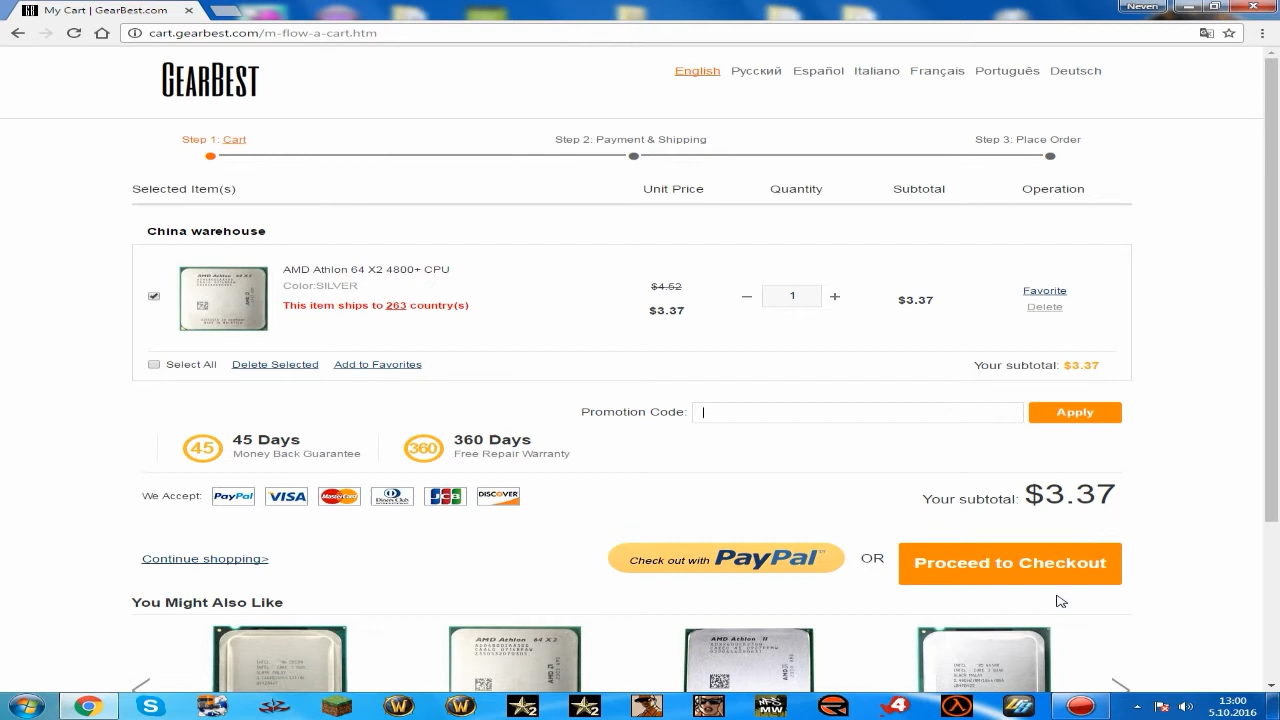 My Cart | GearBest.com
Neven
cart.gearbest.com/m-flow-a-cart.htm
GEARBEST
English Русский Español Italiano Français Português Deutsch
Step 1: Cart Step 2: Payment & Shipping Step 3: Place Order
Selected Item(s) Unit Price Quantity Subtotal Operation
China warehouse
AMD Athlon 64 X2 4800+ CPU
Color:SILVER
This item ships to 263 country(s)
$4.52
$3.37
1
$3.37
Favorite
Delete
Select All Delete Selected Add to Favorites Your subtotal: $3.37
Promotion Code: Apply
45 45 Days
Money Back Guarantee
360 360 Days
Free Repair Warranty
We Accept: PayPal VISA MasterCard Diners Club JCB DISCOVER
Your subtotal: $3.37
Continue shopping> Check out with PayPal™ OR Proceed to Checkout
You Might Also Like
AMD Athlon 64 X2
AMD Athlon II
13:00
5.10.2016